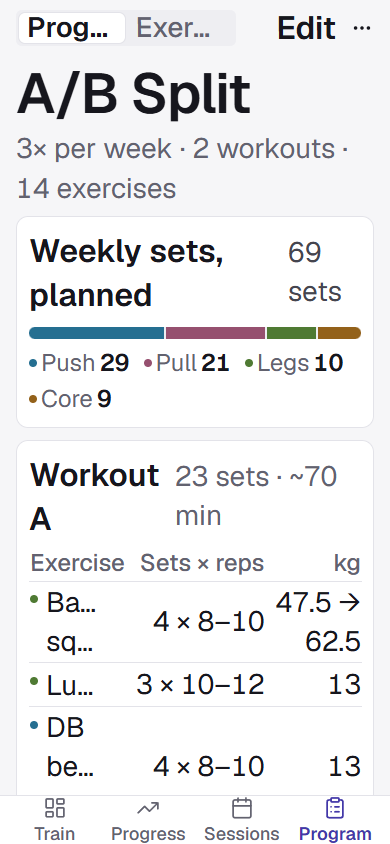 Prog... Exer... Edit ...
A/B Split
3× per week · 2 workouts ·
14 exercises
Weekly sets, 69
planned sets
Push 29 Pull 21 Legs 10
Core 9
Workout 23 sets · ~70
A min
Exercise Sets × reps kg
Ba... 47.5 →
sq... 4 × 8–10 62.5
Lu... 3 × 10–12 13
DB
be... 4 × 8–10 13
Train Progress Sessions Program